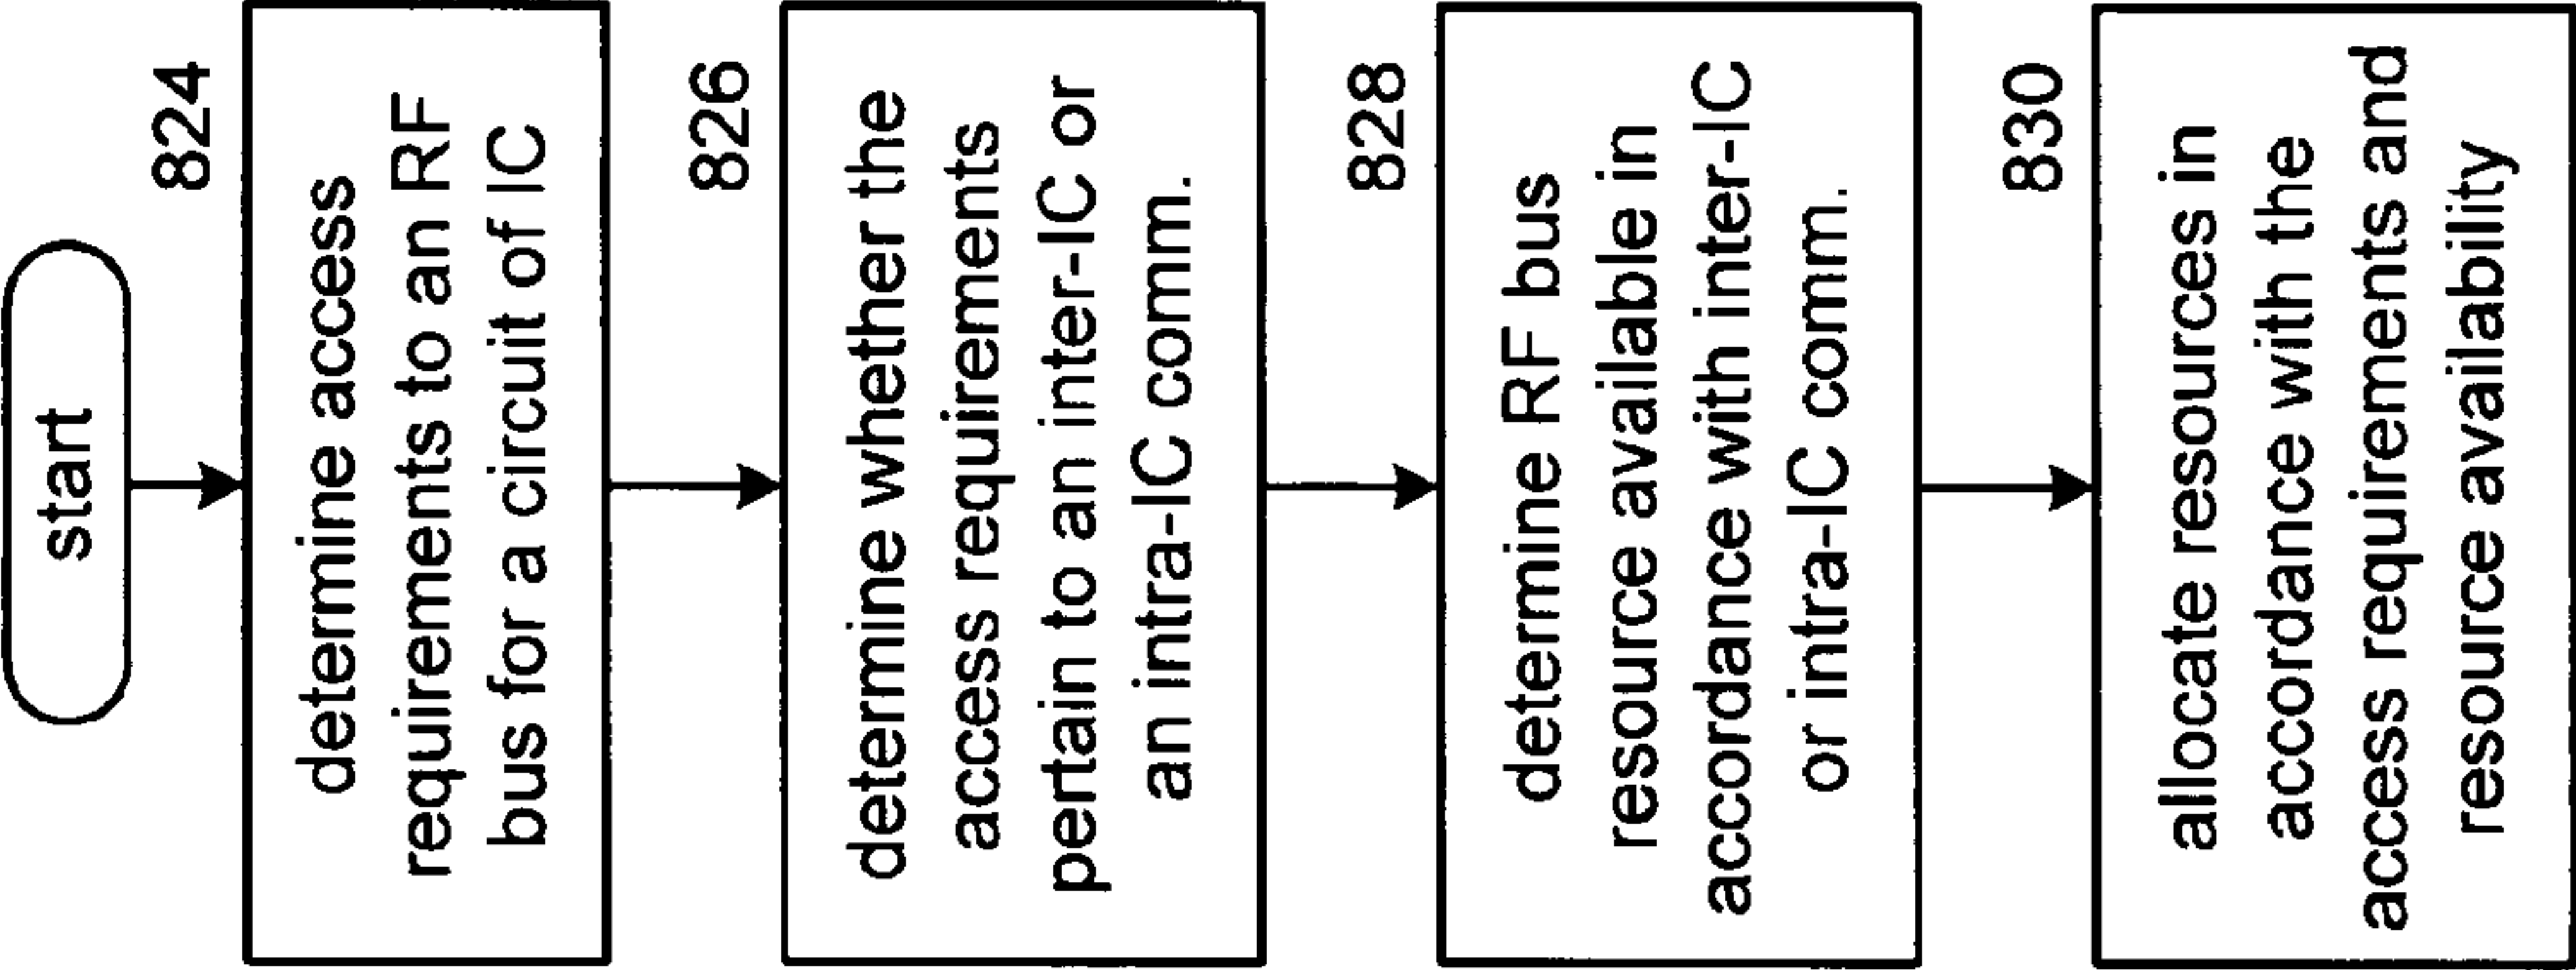 start
824
determine access
requirements to an RF
bus for a circuit of IC
826
determine whether the
access requirements
pertain to an inter-IC or
an intra-IC comm.
828
determine RF bus
resource available in
accordance with inter-IC
or intra-IC comm.
830
allocate resources in
accordance with the
access requirements and
resource availability